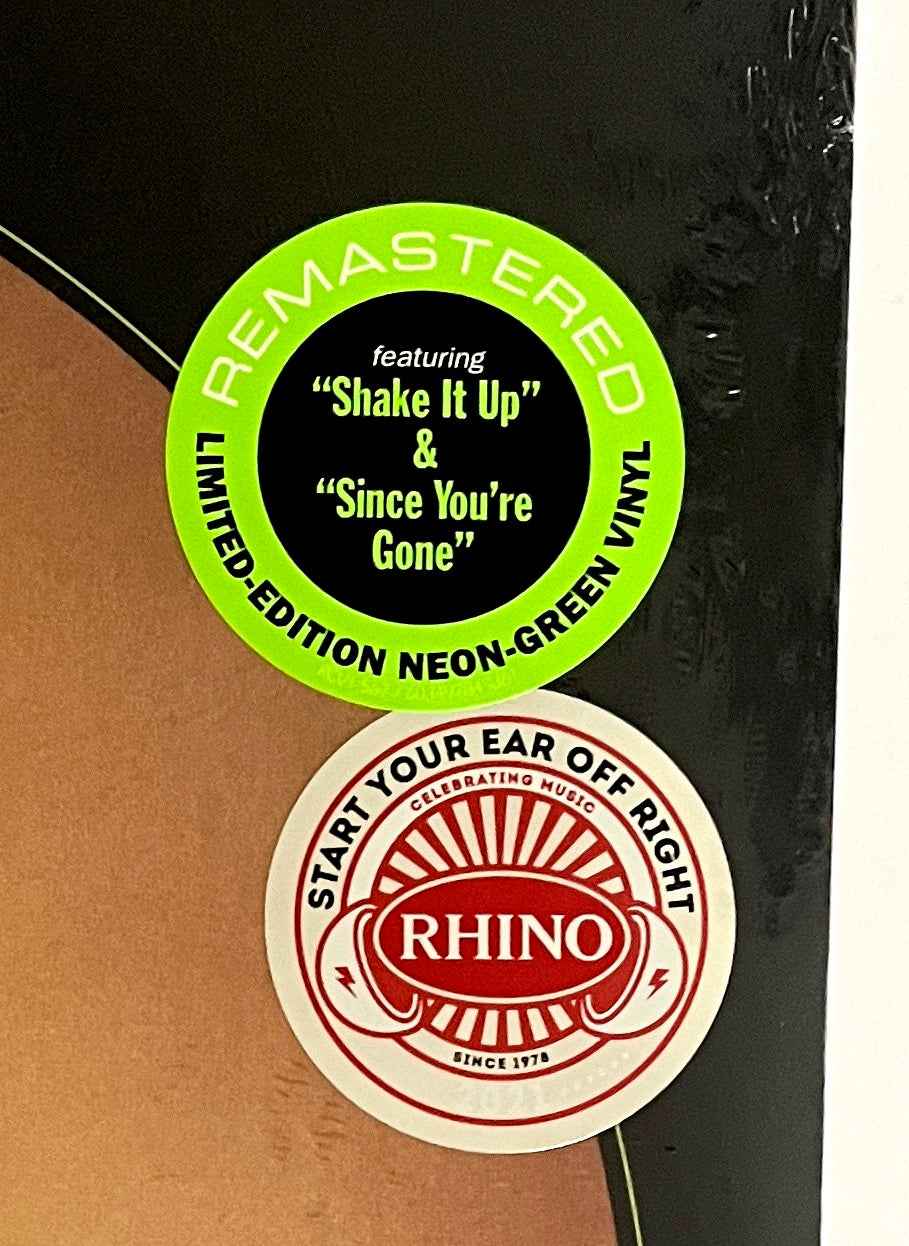 REMASTERED
featuring
“Shake It Up”
&
“Since You’re
Gone”
LIMITED-EDITION NEON-GREEN VINYL
START YOUR EAR OFF RIGHT
CELEBRATING MUSIC
RHINO
SINCE 1978
2021